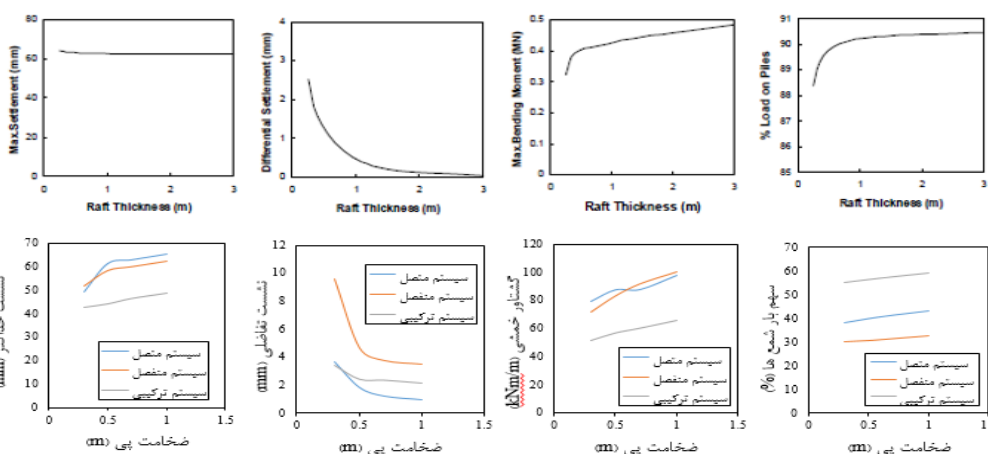 80
60
40
20
0
Max.Settlement (mm)
0 1 2 3
Raft Thickness (m)
4
3
2
1
0
Differential Settlement (mm)
0 1 2 3
Raft Thickness (m)
0.5
0.4
0.3
0.2
0.1
0
Max.Bending Moment (MN)
0 1 2 3
Raft Thickness (m)
91
90
89
88
87
86
85
% Load on Piles
0 1 2 3
Raft Thickness (m)
70
60
50
40
30
20
10
0
سیستم متصل
سیستم منفصل
سیستم ترکیبی
0 0.5 1 1.5
ضخامت پی (m)
12
10
8
6
4
2
0
نشست تفاضلی (mm)
سیستم متصل
سیستم منفصل
سیستم ترکیبی
0 0.5 1 1.5
ضخامت پی (m)
120
100
80
60
40
20
0
گشتاور خمشی (kNm/m)
سیستم متصل
سیستم منفصل
سیستم ترکیبی
0 0.5 1 1.5
ضخامت پی (m)
70
60
50
40
30
20
10
0
سهم بار شمع ها (%)
سیستم متصل
سیستم منفصل
سیستم ترکیبی
0 0.5 1
ضخامت پی (m)